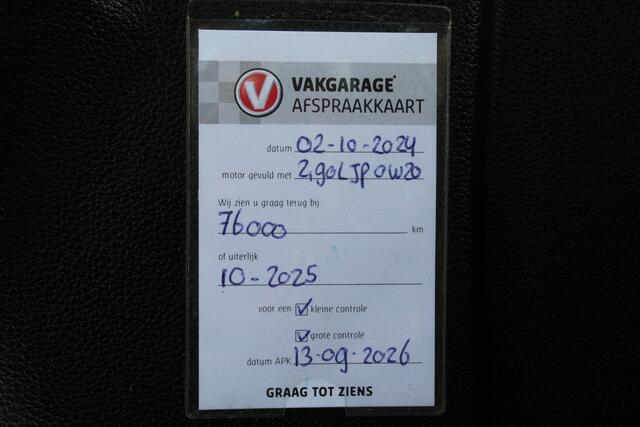 V VAKGARAGE
AFSPRAAKKAART
datum 02-10-2024
motor gevuld met 2,90L JP 0W20
Wij zien u graag terug bij
76000 km
of uiterlijk
10-2025
voor een ☑ kleine controle
☑ grote controle
datum APK 13-09-2026
GRAAG TOT ZIENS